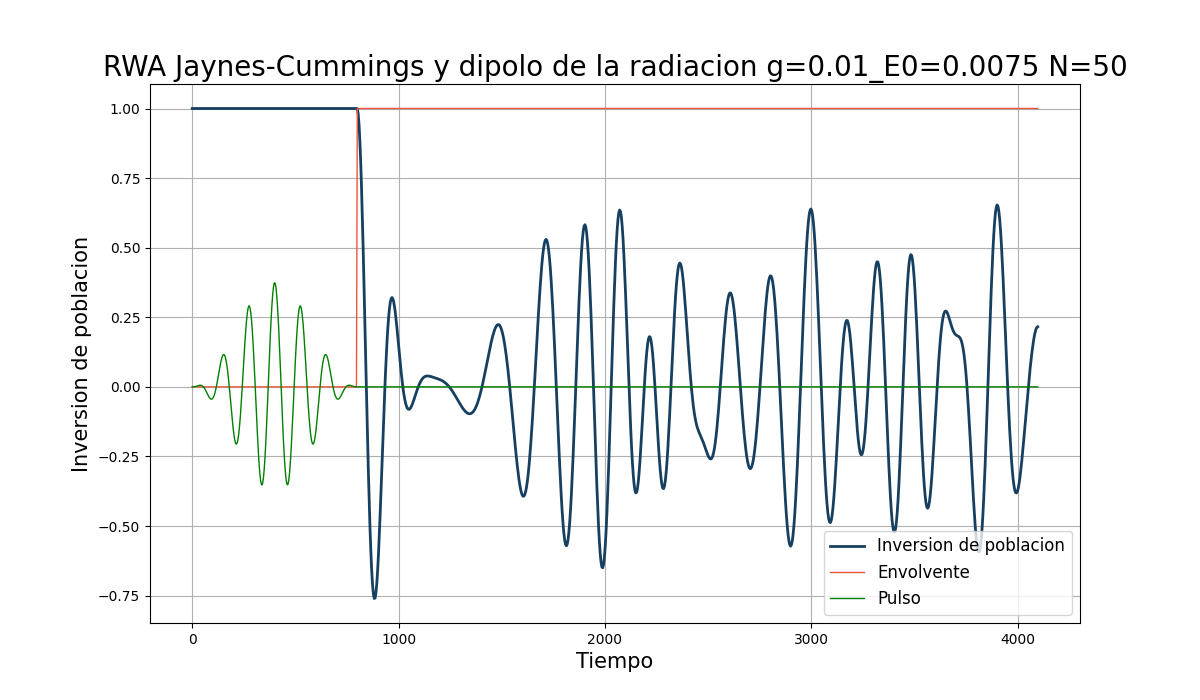 RWA Jaynes-Cummings y dipolo de la radiacion g=0.01_E0=0.0075 N=50
1.00
0.75
0.50
0.25
0.00
−0.25
−0.50
−0.75
Inversion de poblacion
0 1000 2000 3000 4000
Tiempo
Inversion de poblacion
Envolvente
Pulso